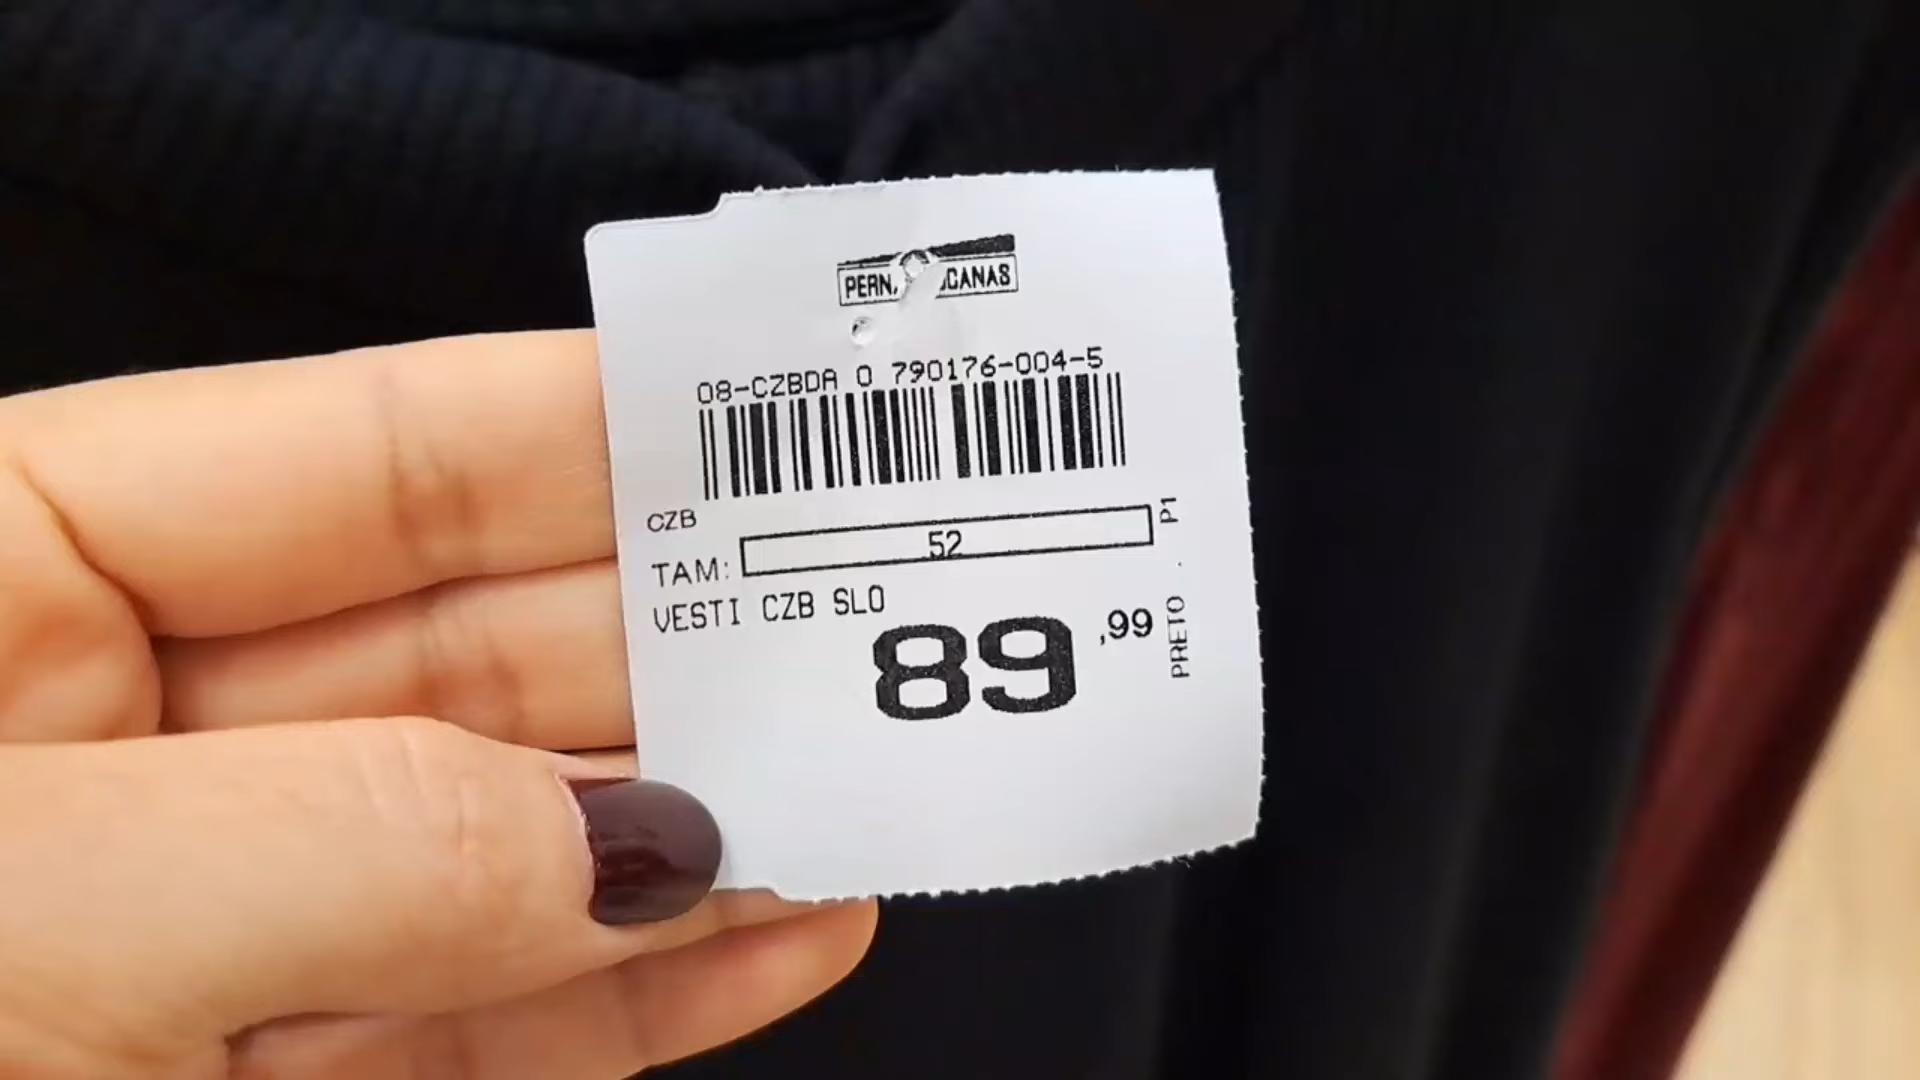 08-CZBDA 0 790176-004-5
CZB
TAM: 52
P1
VESTI CZB SLO
89,99
PRETO